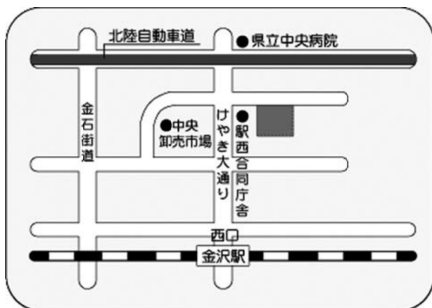 北陸自動車道
●県立中央病院
金石街道
●中央
卸売市場
けやき大通り
●駅西合同庁舎
西口
金沢駅